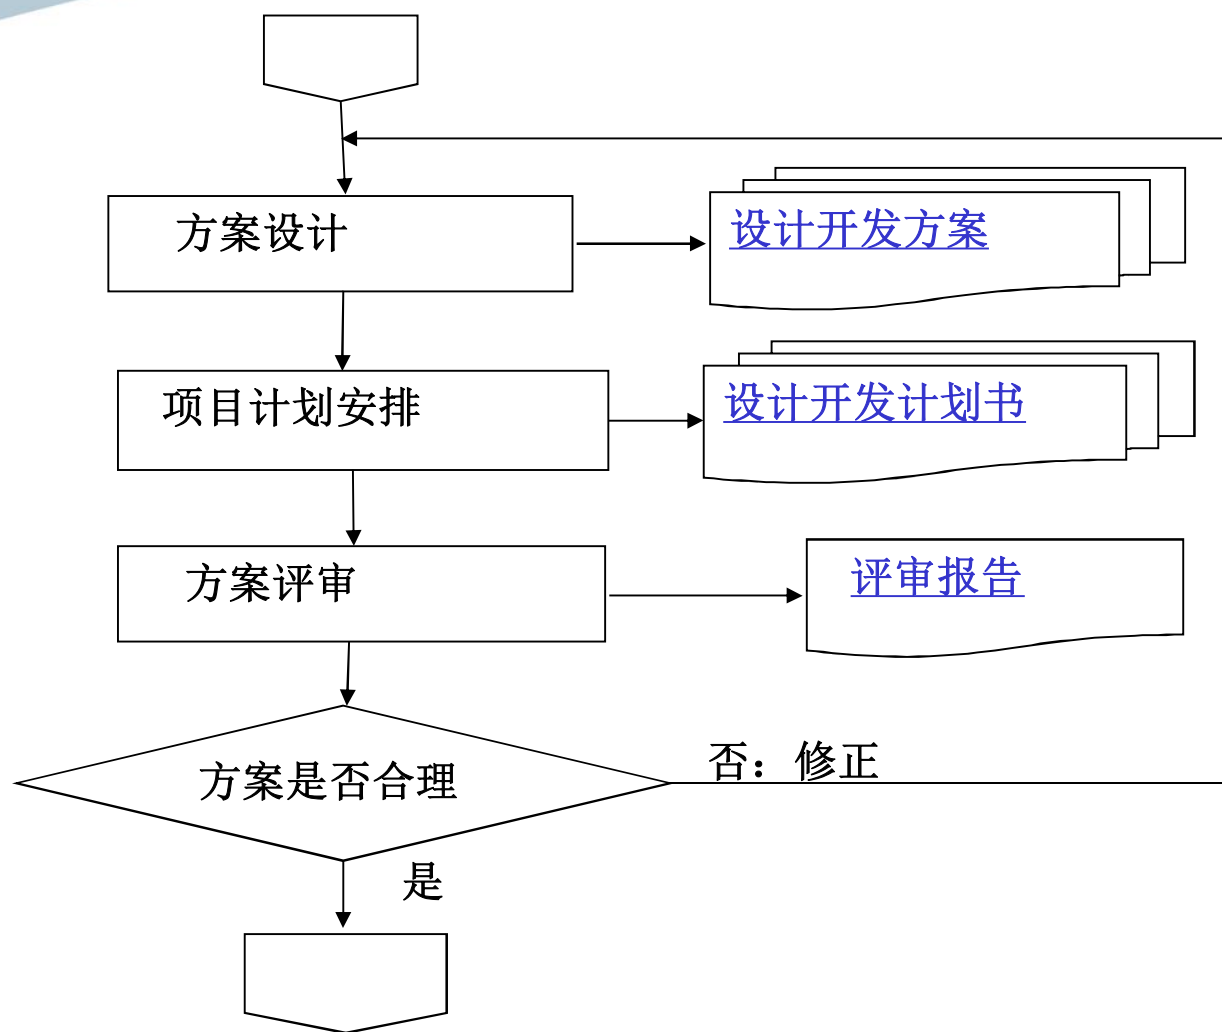 方案设计
设计开发方案
项目计划安排
设计开发计划书
方案评审
评审报告
方案是否合理
否：修正
是